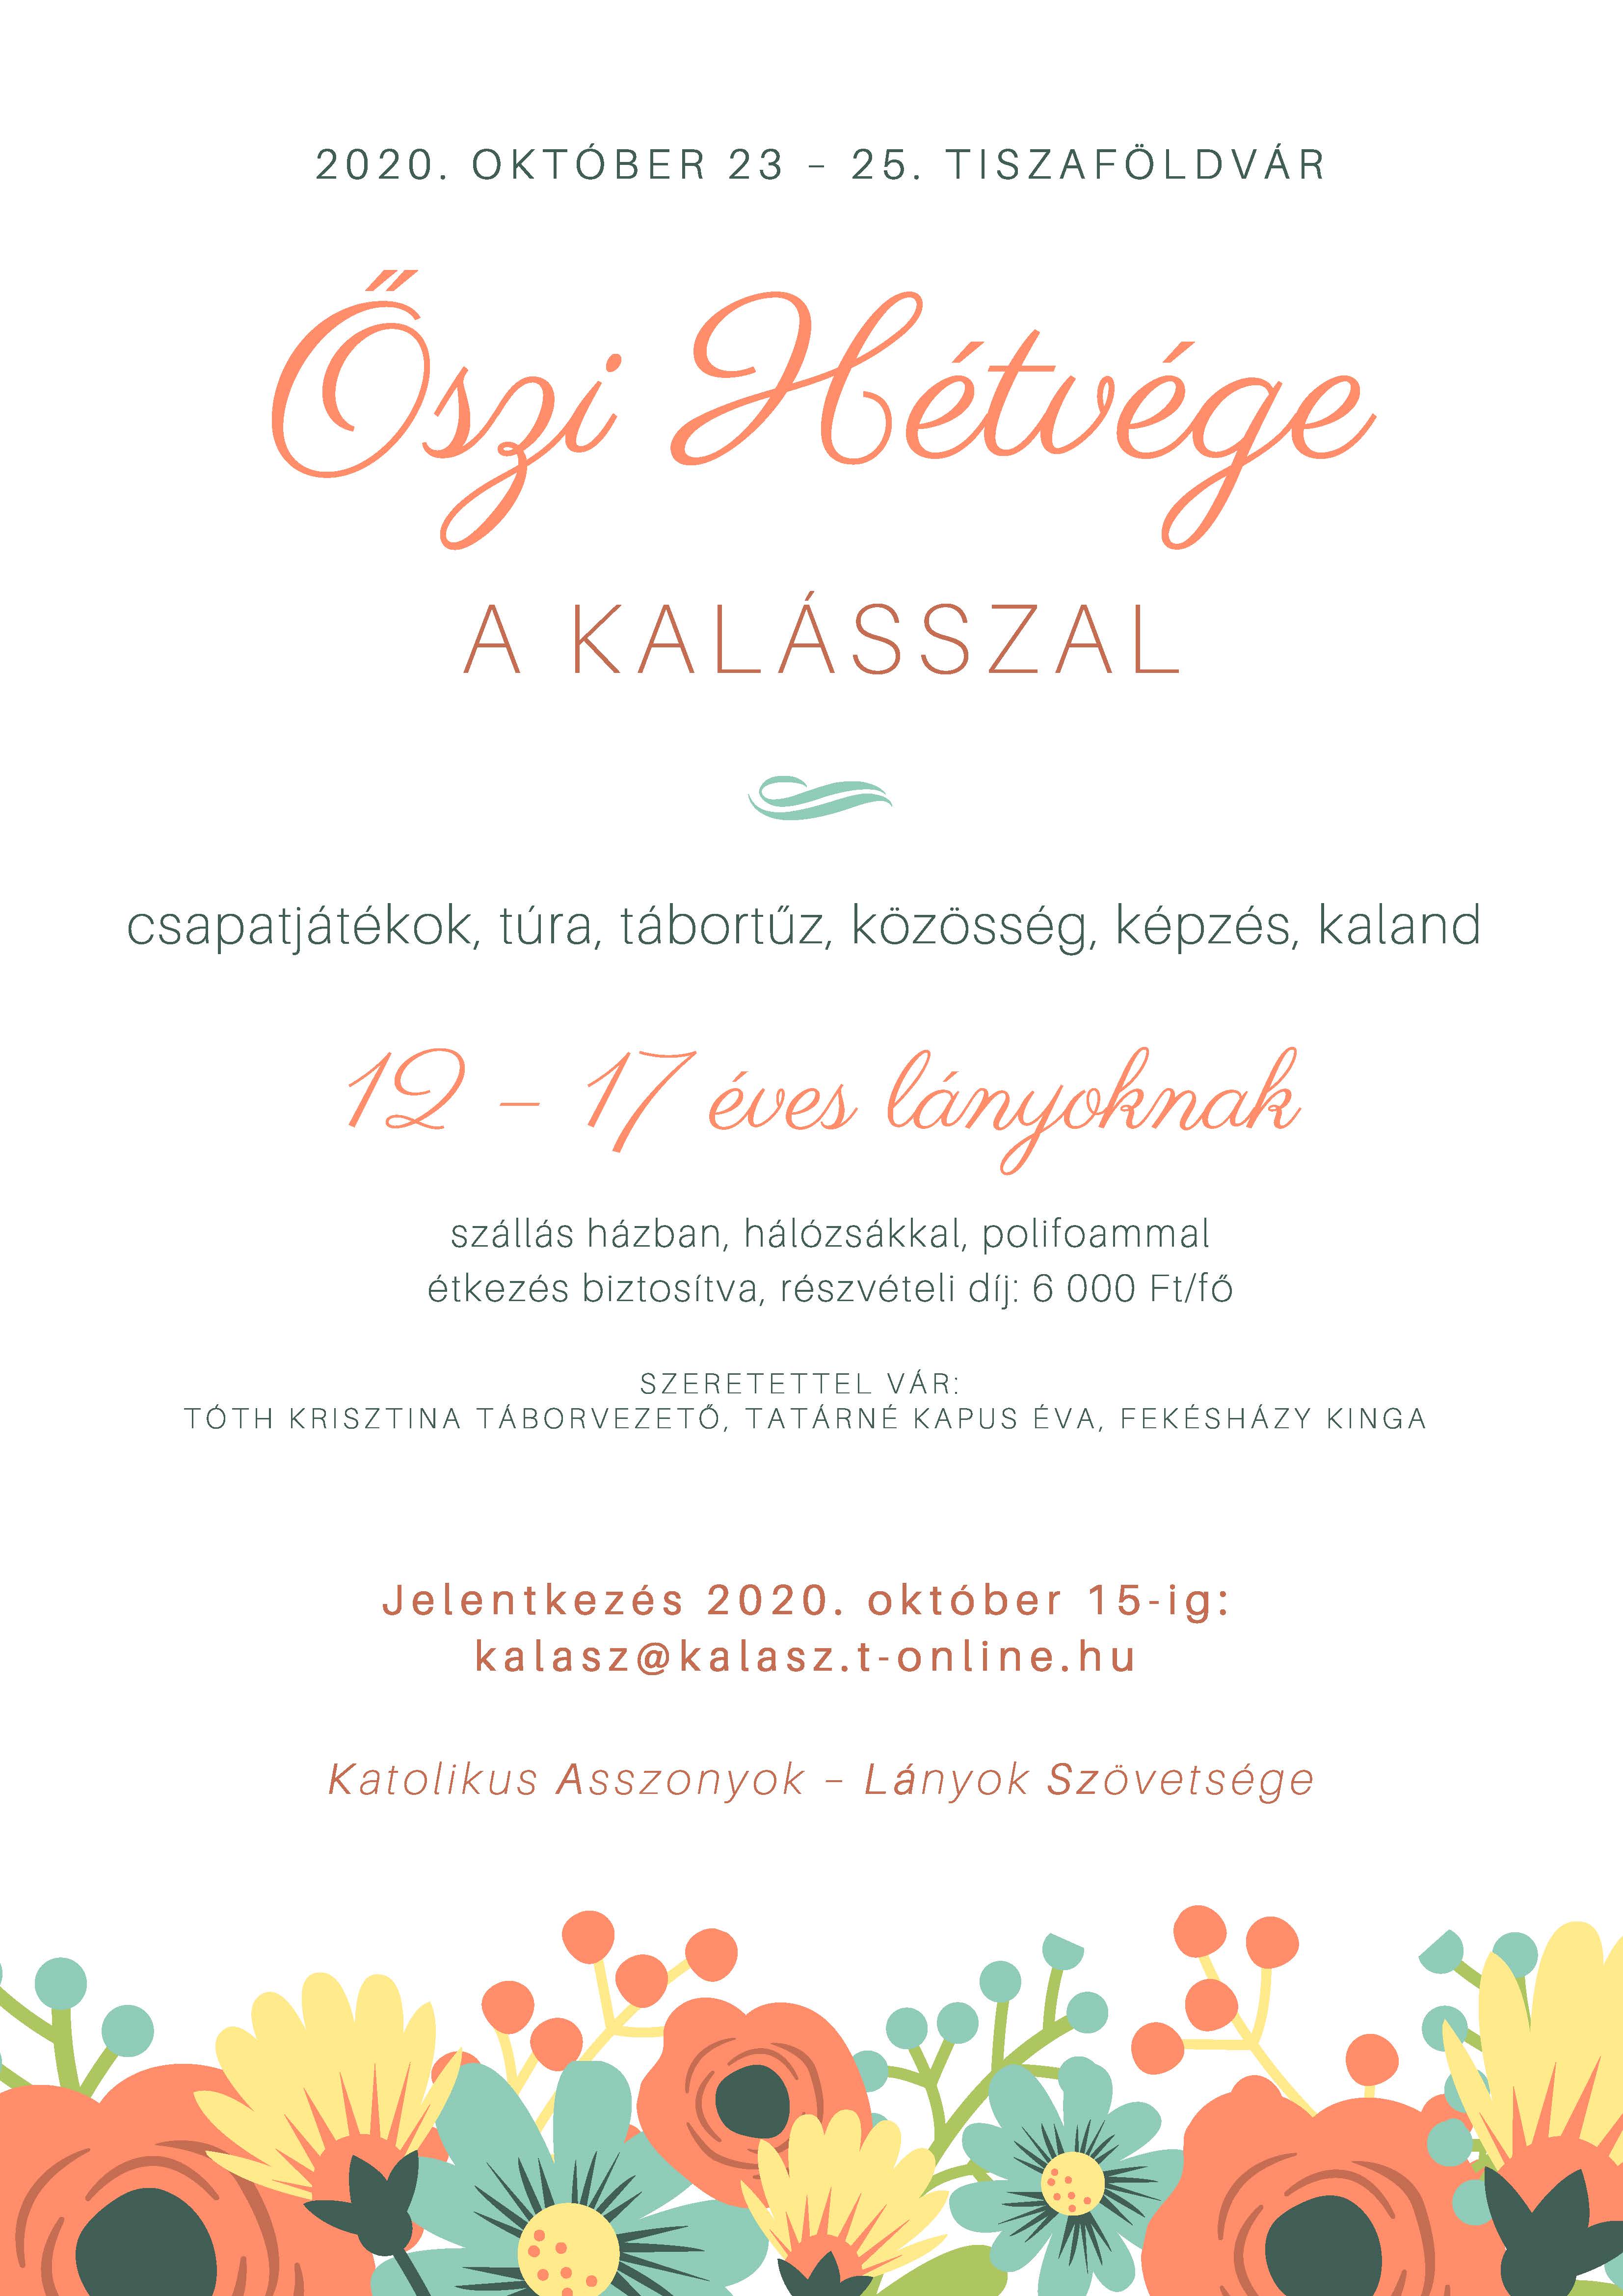 2020. OKTÓBER 23 – 25. TISZAFÖLDVÁR
Őszi Hétvége
A KALÁSSZAL
csapatjátékok, túra, tábortűz, közösség, képzés, kaland
12 – 17 éves lányoknak
szállás házban, hálózsákkal, polifoammal
étkezés biztosítva, részvételi díj: 6 000 Ft/fő
SZERETETTEL VÁR:
TÓTH KRISZTINA TÁBORVEZETŐ, TATÁRNÉ KAPUS ÉVA, FEKÉSHÁZY KINGA
Jelentkezés 2020. október 15-ig:
kalasz@kalasz.t-online.hu
Katolikus Asszonyok – Lányok Szövetsége